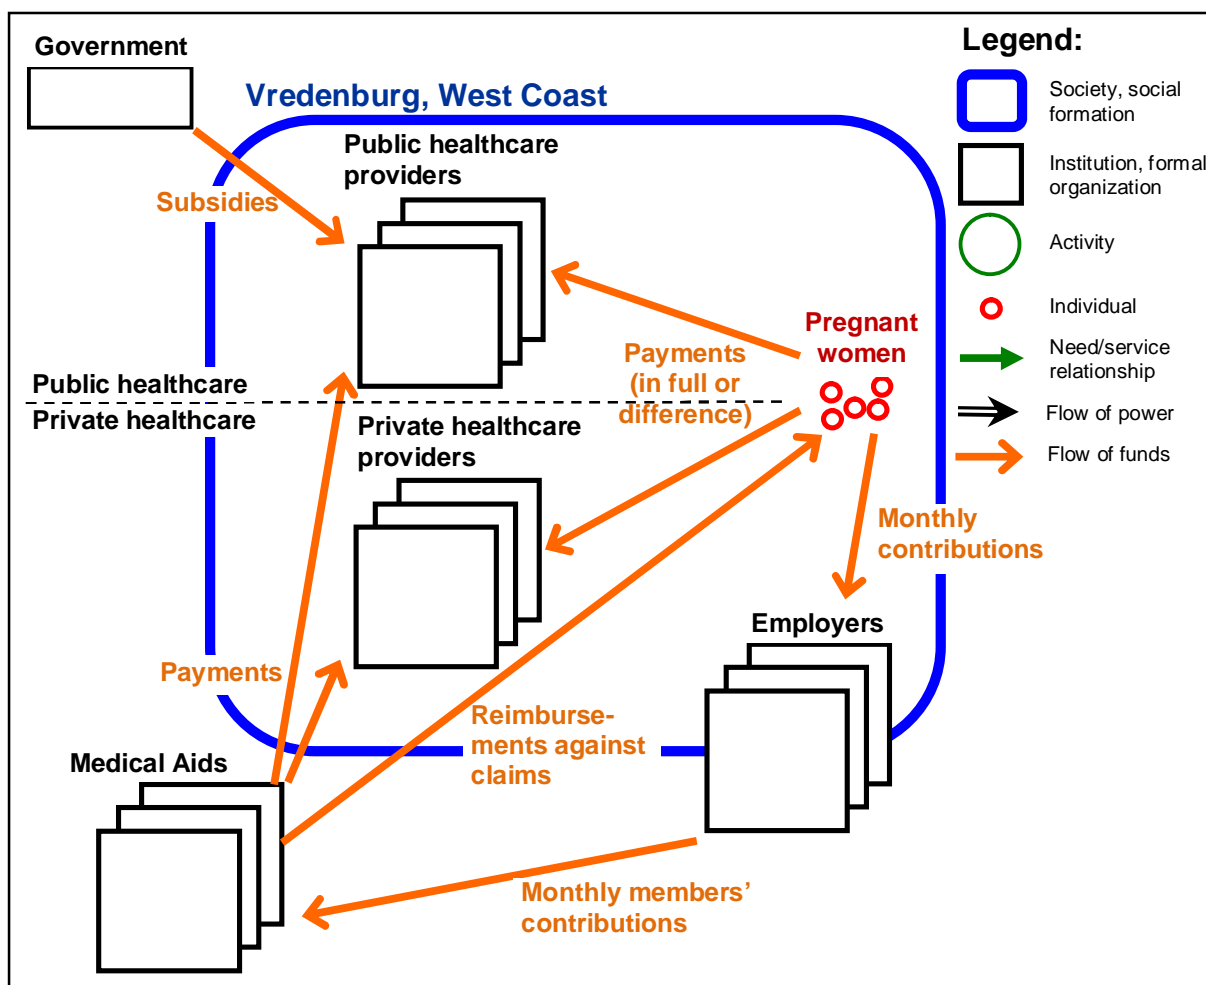 Government
Vredenburg, West Coast
Public healthcare
providers
Subsidies
Pregnant
women
Payments
(in full or
difference)
Public healthcare
Private healthcare
Private healthcare
providers
Monthly
contributions
Employers
Payments
Reimburse-
ments against
claims
Medical Aids
Monthly members’
contributions
Legend:
Society, social
formation
Institution, formal
organization
Activity
Individual
Need/service
relationship
Flow of power
Flow of funds